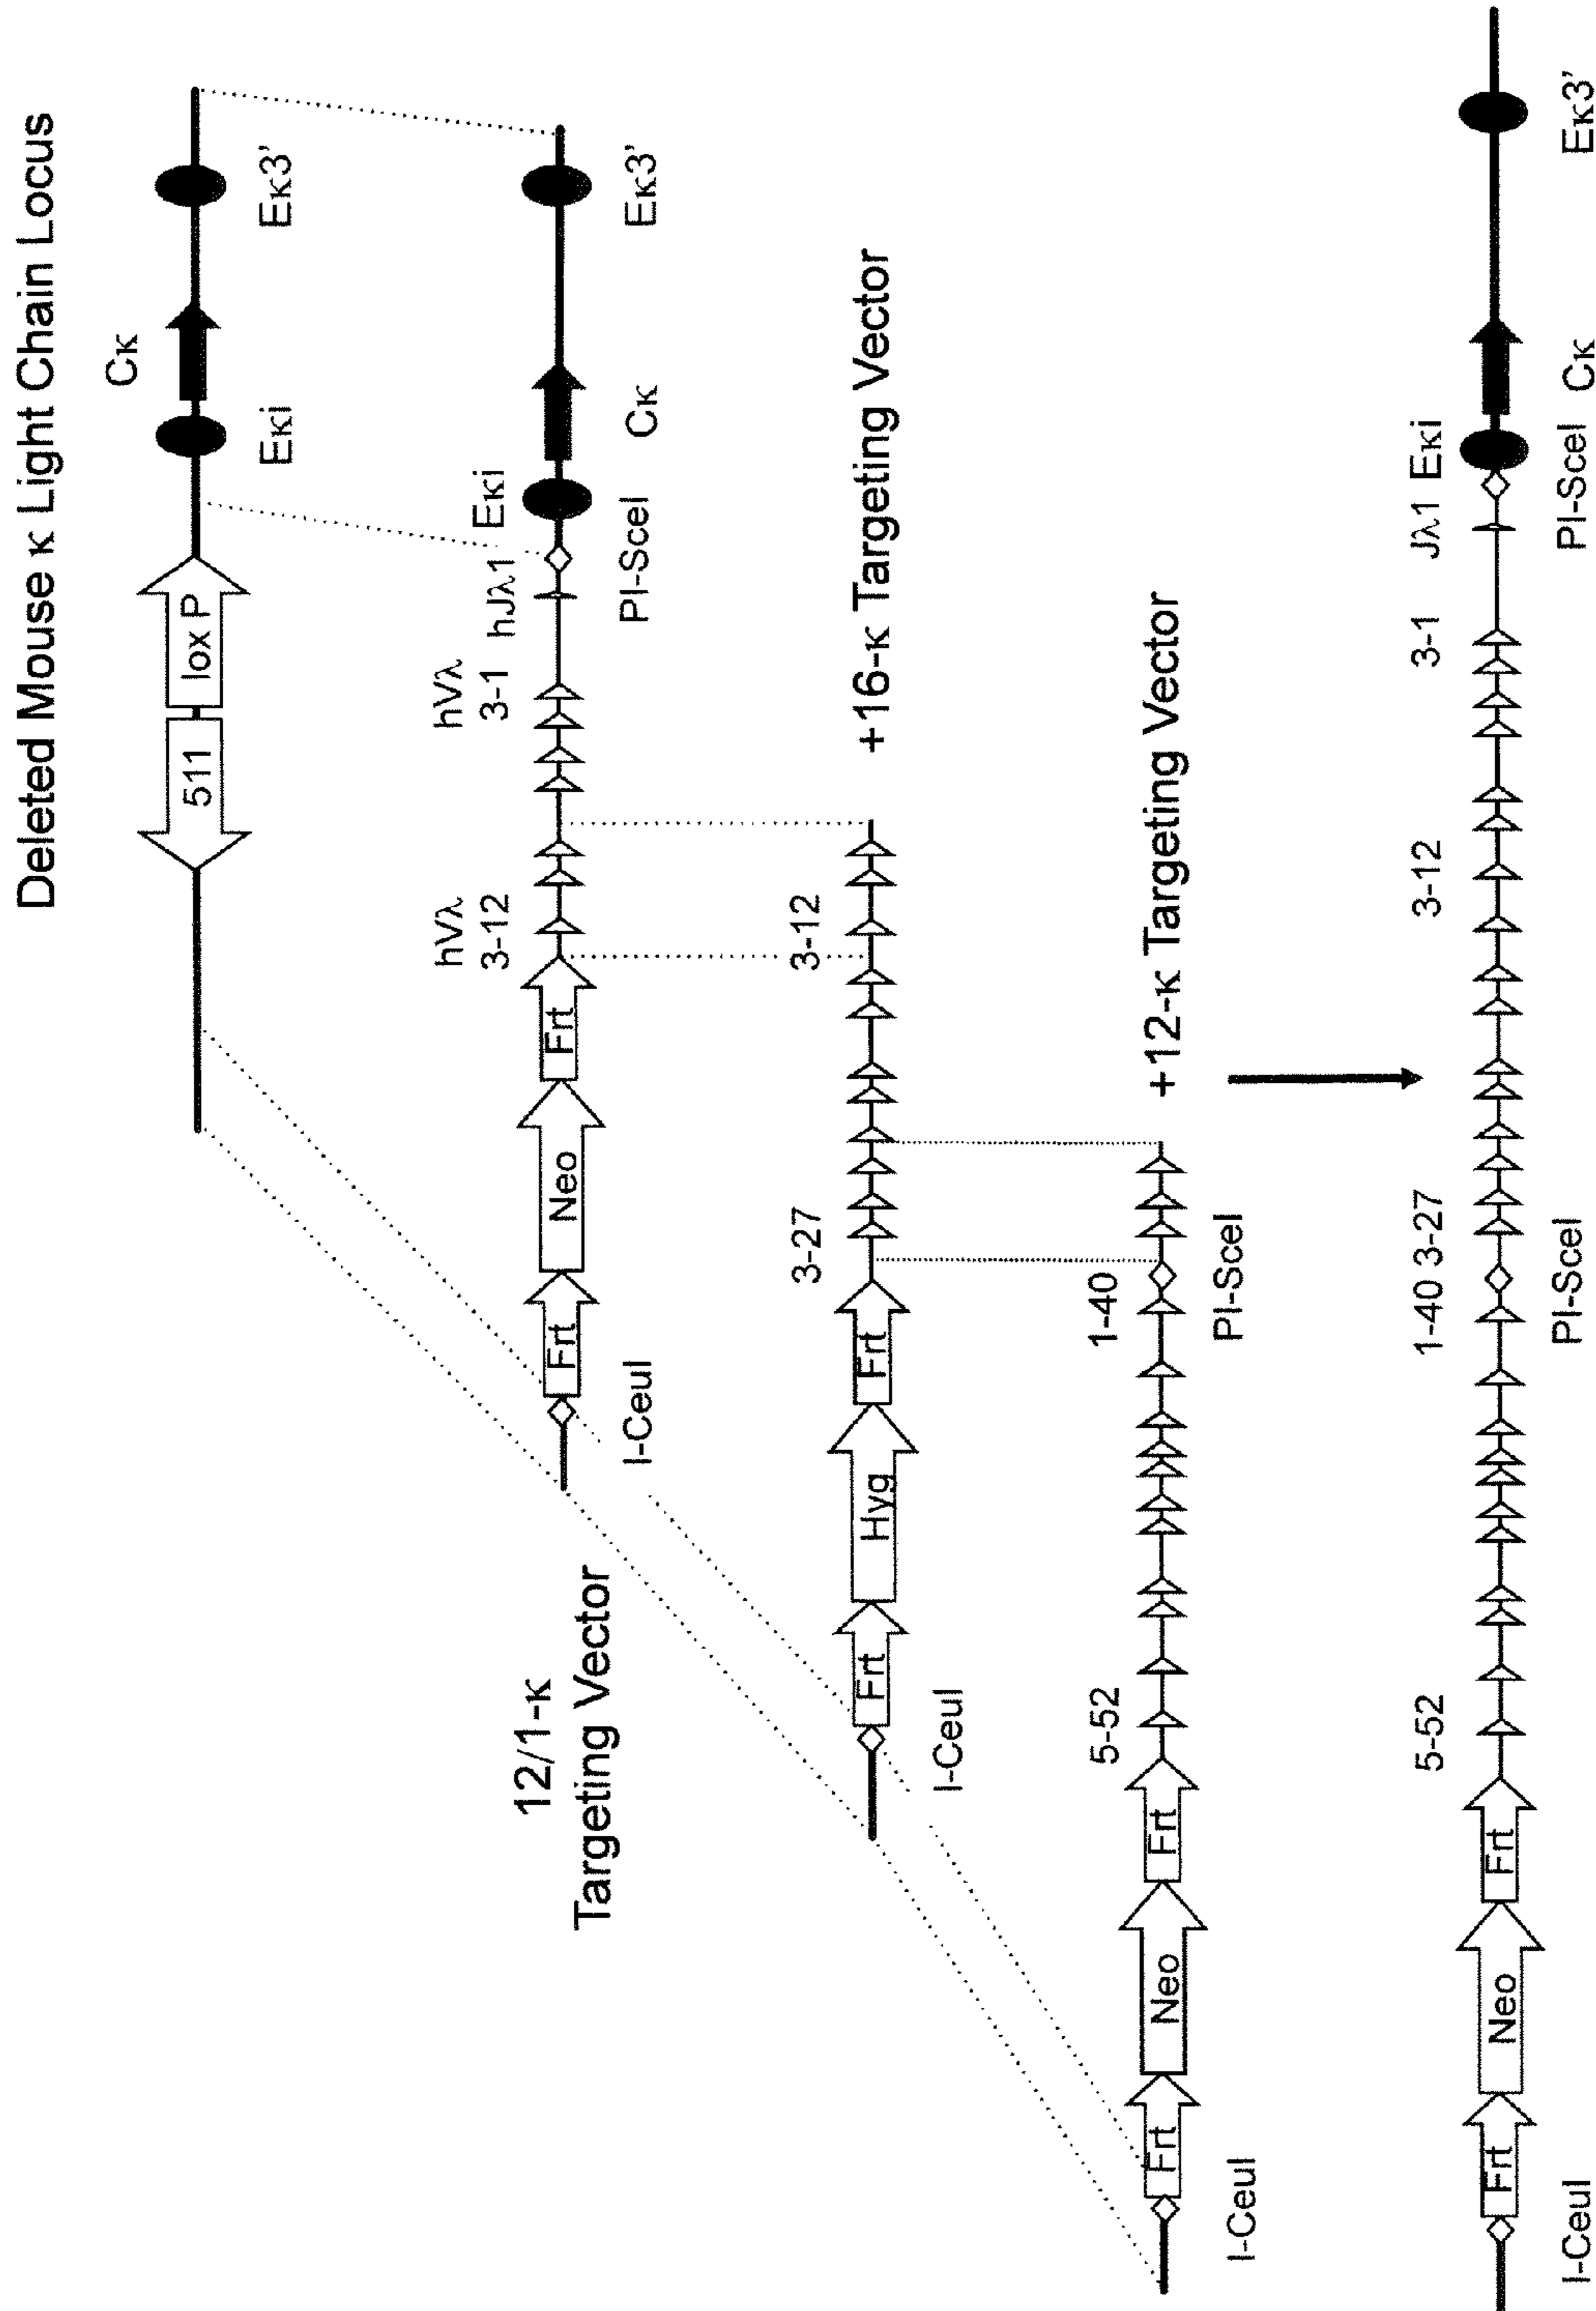 Deleted Mouse κ Light Chain Locus
511
lox P
Cκ
Eκi
Eκ3'
12/1-κ
Targeting Vector
I-CeuI
Frt
Neo
Frt
hVλ
3-12
hVλ
3-1
hJλ1
Eκi
PI-SceI
Cκ
Eκ3'
+16-κ Targeting Vector
I-CeuI
Frt
Hyg
Frt
3-27
3-12
+12-κ Targeting Vector
I-CeuI
Frt
Neo
Frt
5-52
1-40
PI-SceI
I-CeuI
Frt
Neo
Frt
5-52
1-40 3-27
PI-SceI
3-12
3-1
Jλ1 Eκi
PI-SceI
Cκ
Eκ3'